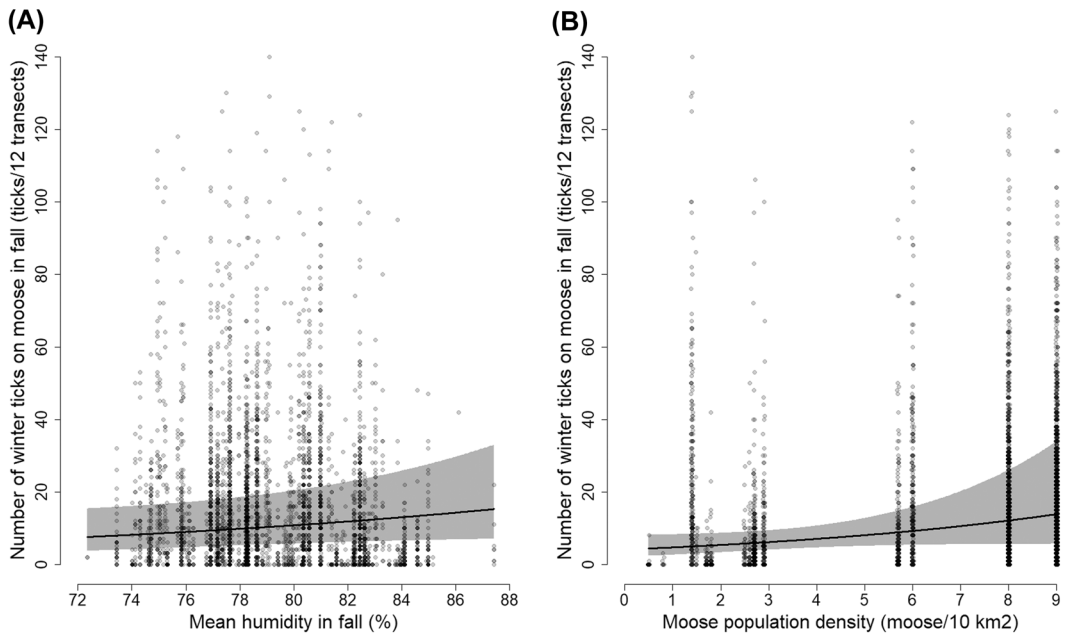 (A)
Number of winter ticks on moose in fall (ticks/12 transects)
140
120
100
80
60
40
20
0
72 74 76 78 80 82 84 86 88
Mean humidity in fall (%)
(B)
Number of winter ticks on moose in fall (ticks/12 transects)
140
120
100
80
60
40
20
0
0 1 2 3 4 5 6 7 8 9
Moose population density (moose/10 km2)